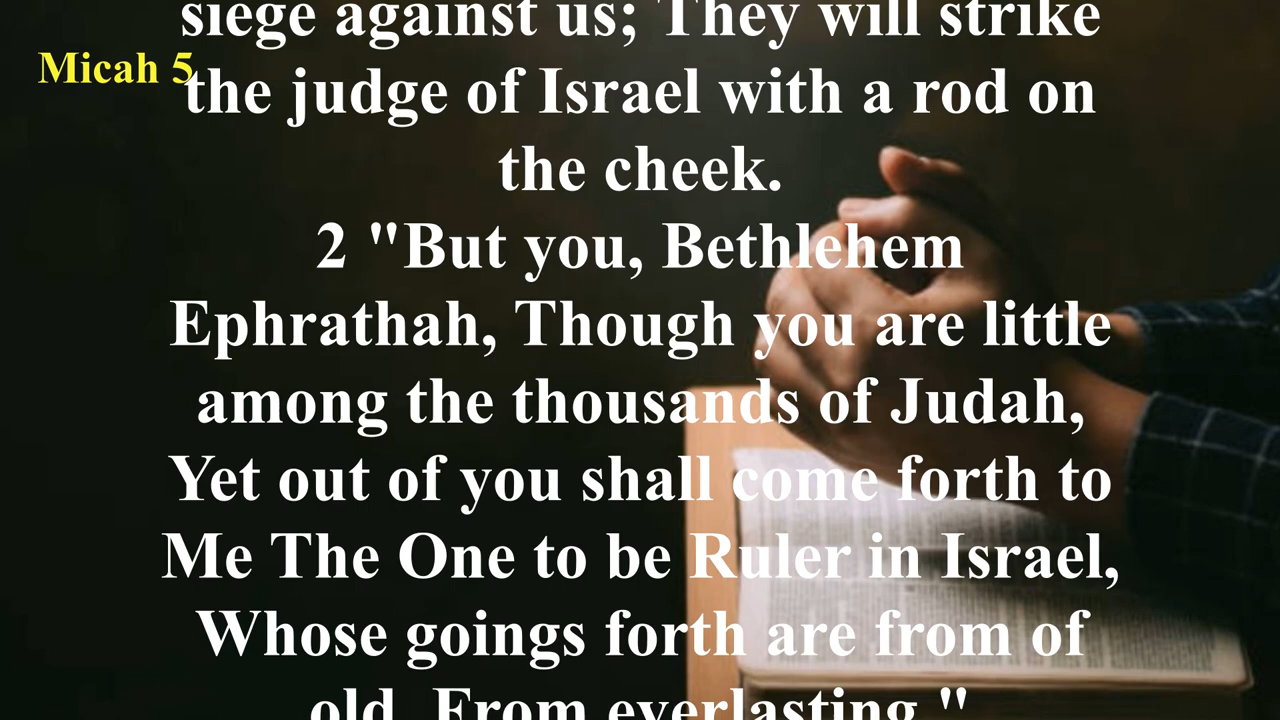 siege against us; They will strike
Micah 5
the judge of Israel with a rod on
the cheek.
2 "But you, Bethlehem
Ephrathah, Though you are little
among the thousands of Judah,
Yet out of you shall come forth to
Me The One to be Ruler in Israel,
Whose goings forth are from of
old, From everlasting."